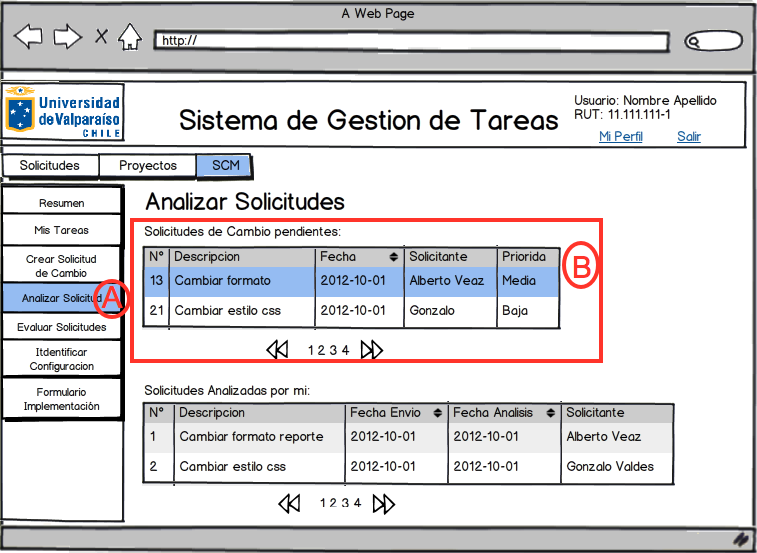 A Web Page
http://
Universidad
de Valparaíso
CHILE
Sistema de Gestion de Tareas
Usuario: Nombre Apellido
RUT: 11.111.111-1
Mi Perfil Salir
Solicitudes Proyectos SCM
Resumen
Mis Tareas
Crear Solicitud
de Cambio
Analizar Solicitud
A
Evaluar Solicitudes
Itdentificar
Configuracion
Formulario
Implementación
Analizar Solicitudes
Solicitudes de Cambio pendientes:
B
N° Descripcion Fecha Solicitante Priorida
13 Cambiar formato 2012-10-01 Alberto Veaz Media
21 Cambiar estilo css 2012-10-01 Gonzalo Baja
1 2 3 4
Solicitudes Analizadas por mi:
N° Descripcion Fecha Envio Fecha Analisis Solicitante
1 Cambiar formato reporte 2012-10-01 2012-10-01 Alberto Veaz
2 Cambiar estilo css 2012-10-01 2012-10-01 Gonzalo Valdes
1 2 3 4